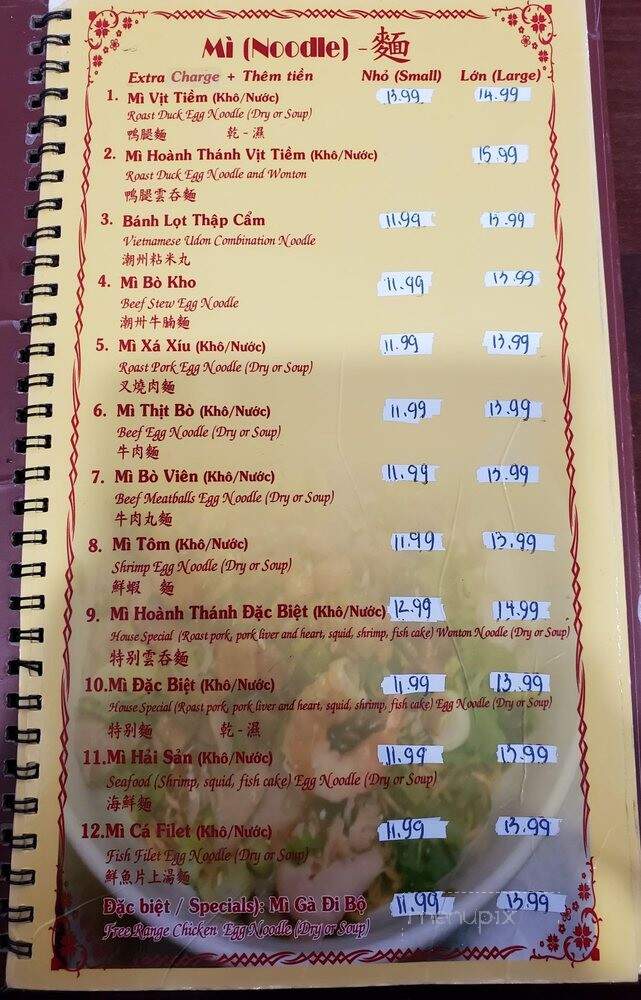 Mì (Noodle) - 麵
Extra Charge + Thêm tiền Nhỏ (Small) Lớn (Large)
1. Mì Vịt Tiềm (Khô/Nước) 13.99 14.99
Roast Duck Egg Noodle (Dry or Soup)
鴨腿麵 乾 - 濕
2. Mì Hoành Thánh Vịt Tiềm (Khô/Nước) 15.99
Roast Duck Egg Noodle and Wonton
鴨腿雲吞麵
3. Bánh Lọt Thập Cẩm 11.99 13.99
Vietnamese Udon Combination Noodle
潮州粘米丸
4. Mì Bò Kho 11.99 13.99
Beef Stew Egg Noodle
潮州牛腩麵
5. Mì Xá Xíu (Khô/Nước) 11.99 13.99
Roast Pork Egg Noodle (Dry or Soup)
叉燒肉麵
6. Mì Thịt Bò (Khô/Nước) 11.99 13.99
Beef Egg Noodle (Dry or Soup)
牛肉麵
7. Mì Bò Viên (Khô/Nước) 11.99 13.99
Beef Meatballs Egg Noodle (Dry or Soup)
牛肉丸麵
8. Mì Tôm (Khô/Nước) 11.99 13.99
Shrimp Egg Noodle (Dry or Soup)
鮮蝦 麵
9. Mì Hoành Thánh Đặc Biệt (Khô/Nước) 12.99 14.99
House Special (Roast pork, pork liver and heart, squid, shrimp, fish cake) Wonton Noodle (Dry or Soup)
特别雲吞麵
10.Mì Đặc Biệt (Khô/Nước) 11.99 13.99
House Special (Roast pork, pork liver and heart, squid, shrimp, fish cake) Egg Noodle (Dry or Soup)
特别麵 乾 - 濕
11.Mì Hải Sản (Khô/Nước) 11.99 13.99
Seafood (Shrimp, squid, fish cake) Egg Noodle (Dry or Soup)
海鮮麵
12.Mì Cá Filet (Khô/Nước) 11.99 13.99
Fish Filet Egg Noodle (Dry or Soup)
鮮魚片上湯麵
Đặc biệt / Specials): Mì Gà Đi Bộ 11.99 13.99
Free Range Chicken Egg Noodle (Dry or Soup)
menupix